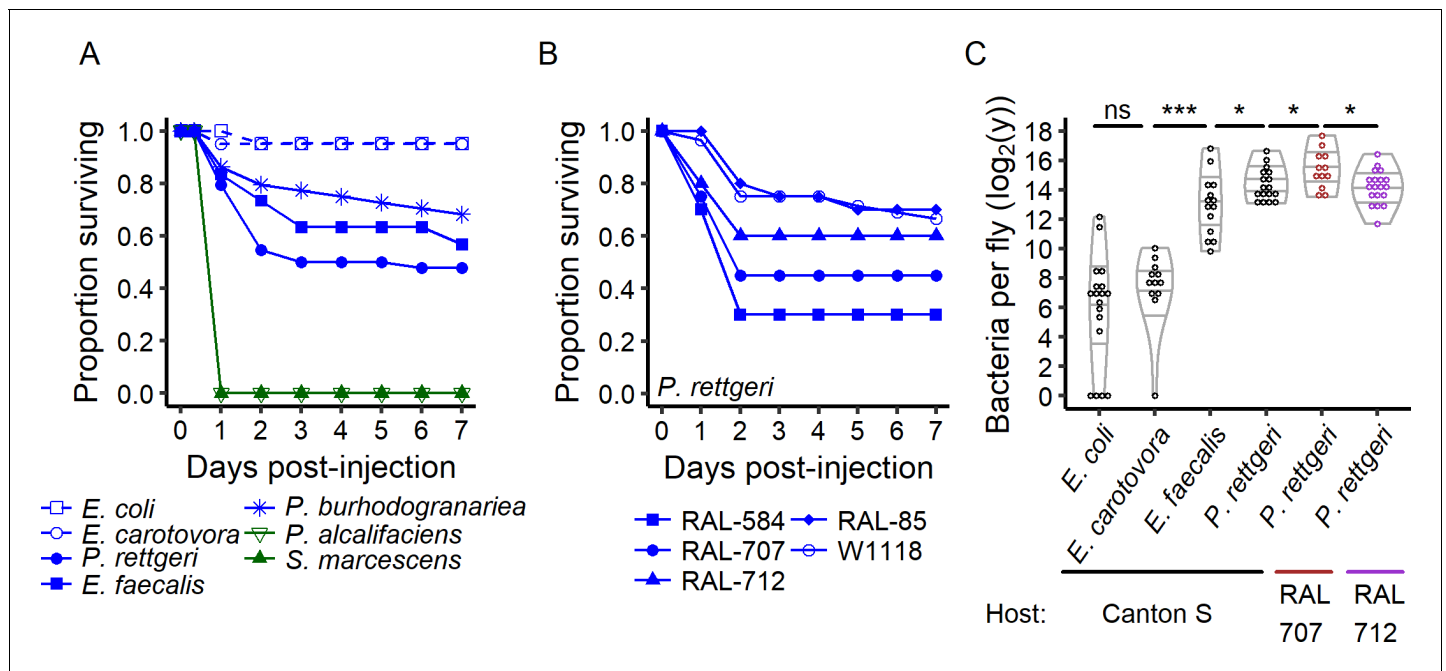 A
Proportion surviving
1.0
0.8
0.6
0.4
0.2
0.0
0 1 2 3 4 5 6 7
Days post-injection
E. coli
E. carotovora
P. rettgeri
E. faecalis
P. burhodogranariea
P. alcalifaciens
S. marcescens
B
Proportion surviving
1.0
0.8
0.6
0.4
0.2
0.0
P. rettgeri
0 1 2 3 4 5 6 7
Days post-injection
RAL-584
RAL-707
RAL-712
RAL-85
W1118
C
Bacteria per fly (log₂(y))
ns *** * * *
18
16
14
12
10
8
6
4
2
0
E. coli
E. carotovora
E. faecalis
P. rettgeri
P. rettgeri
P. rettgeri
Host: Canton S
RAL
707
RAL
712